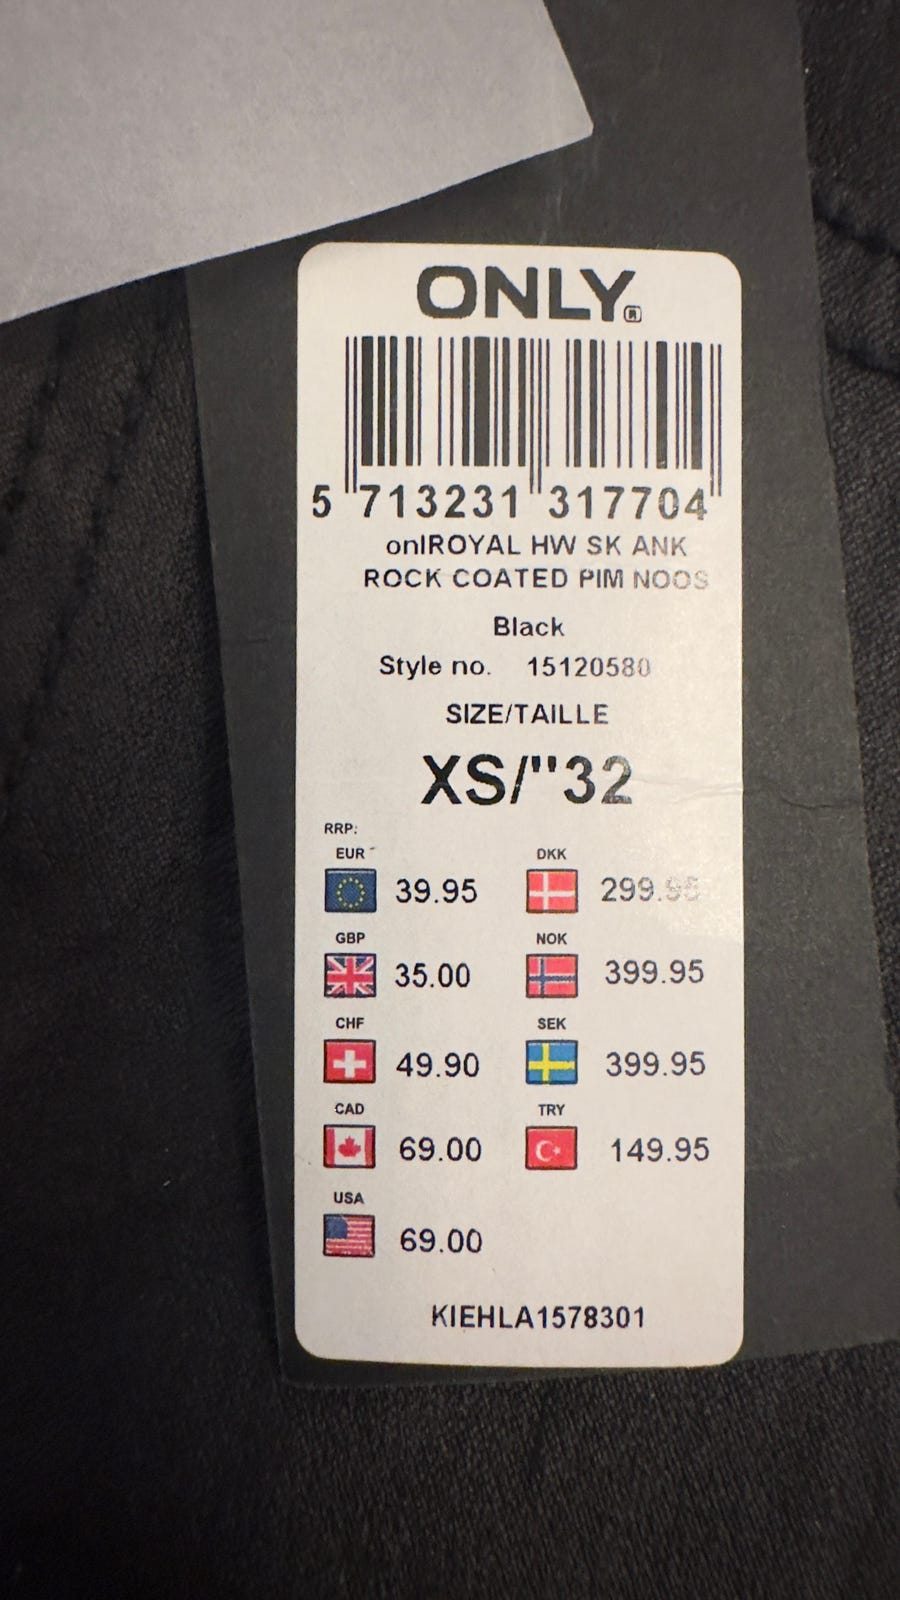 ONLY®
5 713231 317704
onlROYAL HW SK ANK
ROCK COATED PIM NOOS
Black
Style no. 15120580
SIZE/TAILLE
XS/"32
RRP:
EUR DKK
39.95 299.95
GBP NOK
35.00 399.95
CHF SEK
49.90 399.95
CAD TRY
69.00 149.95
USA
69.00
KIEHLA1578301